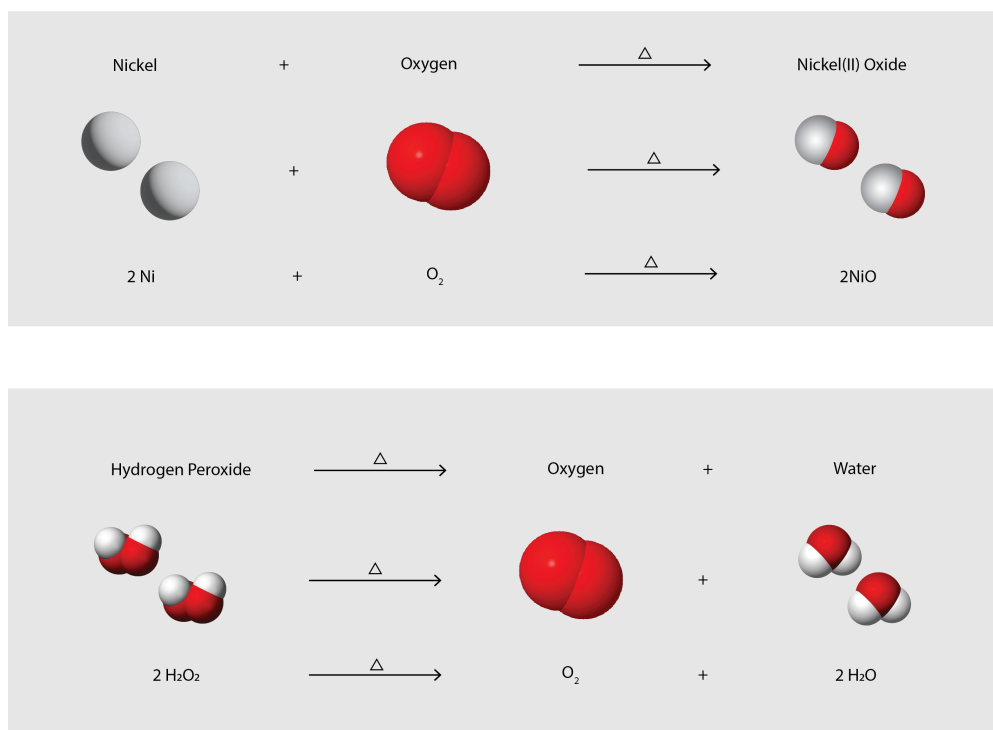 Nickel + Oxygen △ Nickel(II) Oxide
+ △
2 Ni + O₂ △ 2NiO
Hydrogen Peroxide △ Oxygen + Water
△ +
2 H₂O₂ △ O₂ + 2 H₂O